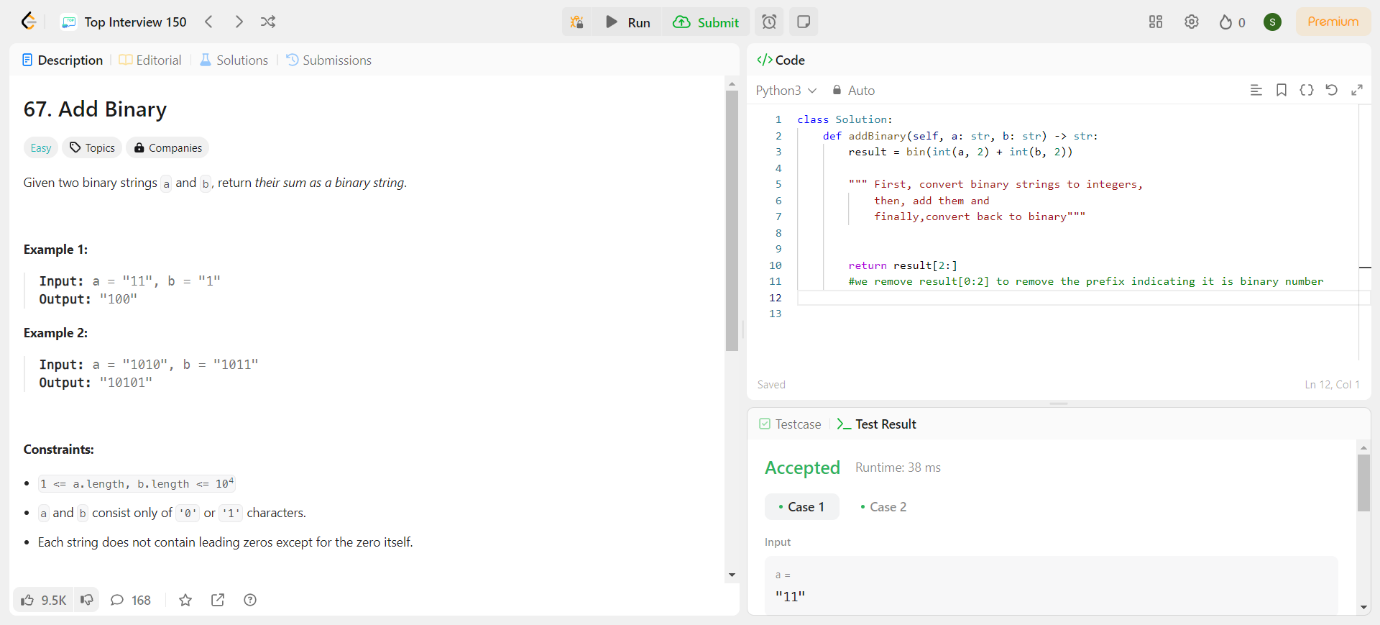 Top Interview 150
Run
Submit
0
S
Premium
Description
Editorial
Solutions
Submissions
67. Add Binary
Easy
Topics
Companies
Given two binary strings a and b, return their sum as a binary string.
Example 1:
Input: a = "11", b = "1"
Output: "100"
Example 2:
Input: a = "1010", b = "1011"
Output: "10101"
Constraints:
• 1 <= a.length, b.length <= 10⁴
• a and b consist only of '0' or '1' characters.
• Each string does not contain leading zeros except for the zero itself.
9.5K
168
</> Code
Python3
Auto
1 class Solution:
2 def addBinary(self, a: str, b: str) -> str:
3 result = bin(int(a, 2) + int(b, 2))
4
5 """ First, convert binary strings to integers,
6 then, add them and
7 finally,convert back to binary"""
8
9
10 return result[2:]
11 #we remove result[0:2] to remove the prefix indicating it is binary number
12
13
Saved
Ln 12, Col 1
Testcase
Test Result
Accepted
Runtime: 38 ms
• Case 1
• Case 2
Input
a =
"11"